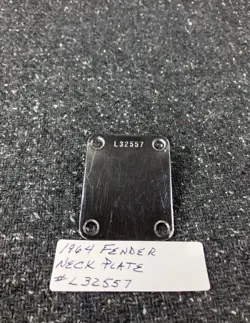 L32557
1964 FENDER
NECK PLATE
#L32557